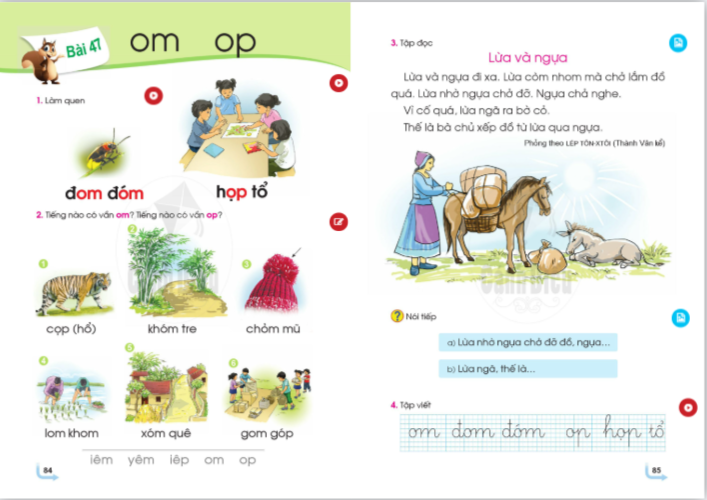 Bài 47
om op
1. Làm quen
đom đóm
họp tổ
2. Tiếng nào có vần om? Tiếng nào có vần op?
1
2
3
cọp (hổ)
khóm tre
chỏm mũ
4
5
6
lom khom
xóm quê
gom góp
iêm yêm iêp om op
84
3. Tập đọc
Lừa và ngựa
Lừa và ngựa đi xa. Lừa còm nhom mà chở lắm đồ
quá. Lừa nhờ ngựa chở đỡ. Ngựa chả nghe.
Vì cố quá, lừa ngã ra bờ cỏ.
Thế là bà chủ xếp đồ từ lừa qua ngựa.
Phỏng theo LÉP TÔN-XTÔI (Thành Vân kể)
Cánh Diều
? Nói tiếp
a) Lừa nhờ ngựa chở đỡ đồ, ngựa...
b) Lừa ngã, thế là...
4. Tập viết
om đom đóm op họp tổ
85